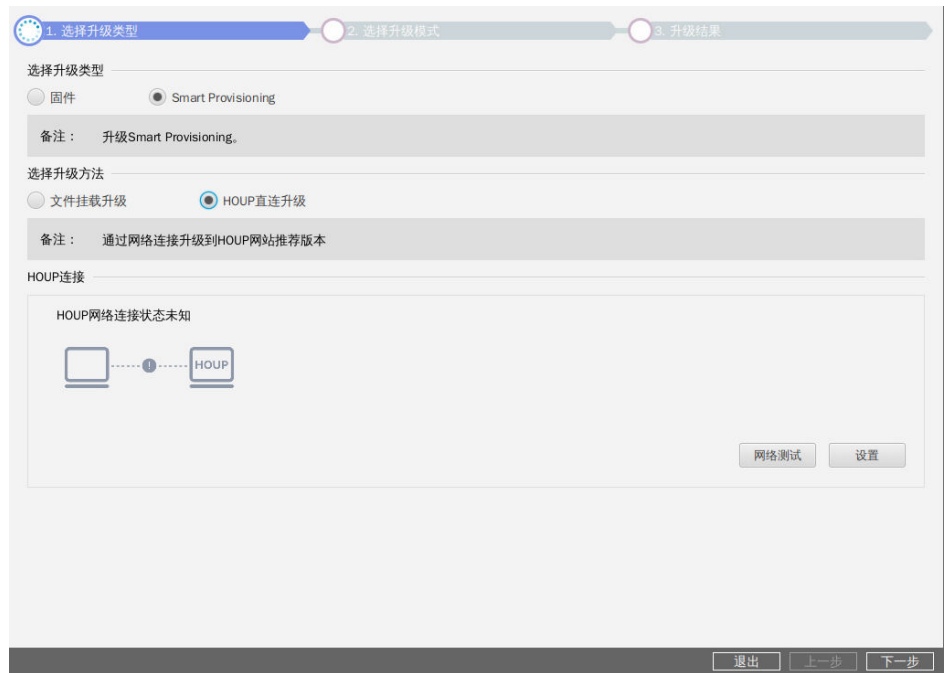 1. 选择升级类型 2. 选择升级模式 3. 升级结果
选择升级类型
固件 Smart Provisioning
备注： 升级Smart Provisioning。
选择升级方法
文件挂载升级 HOUP直连升级
备注： 通过网络连接升级到HOUP网站推荐版本
HOUP连接
HOUP网络连接状态未知
! HOUP
网络测试 设置
退出 上一步 下一步